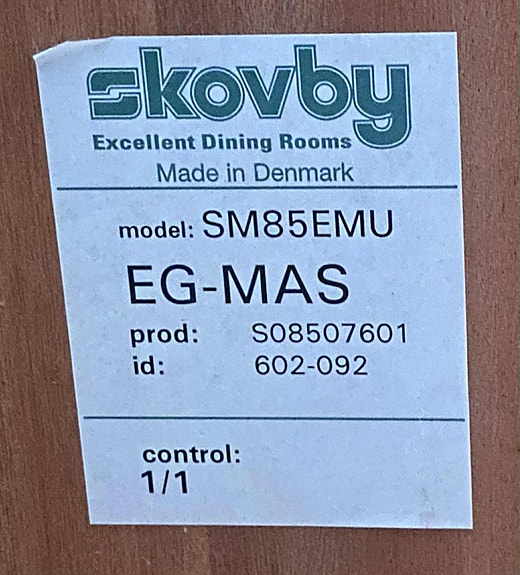 skovby
Excellent Dining Rooms
Made in Denmark
model: SM85EMU
EG-MAS
prod: S08507601
id: 602-092
control:
1/1